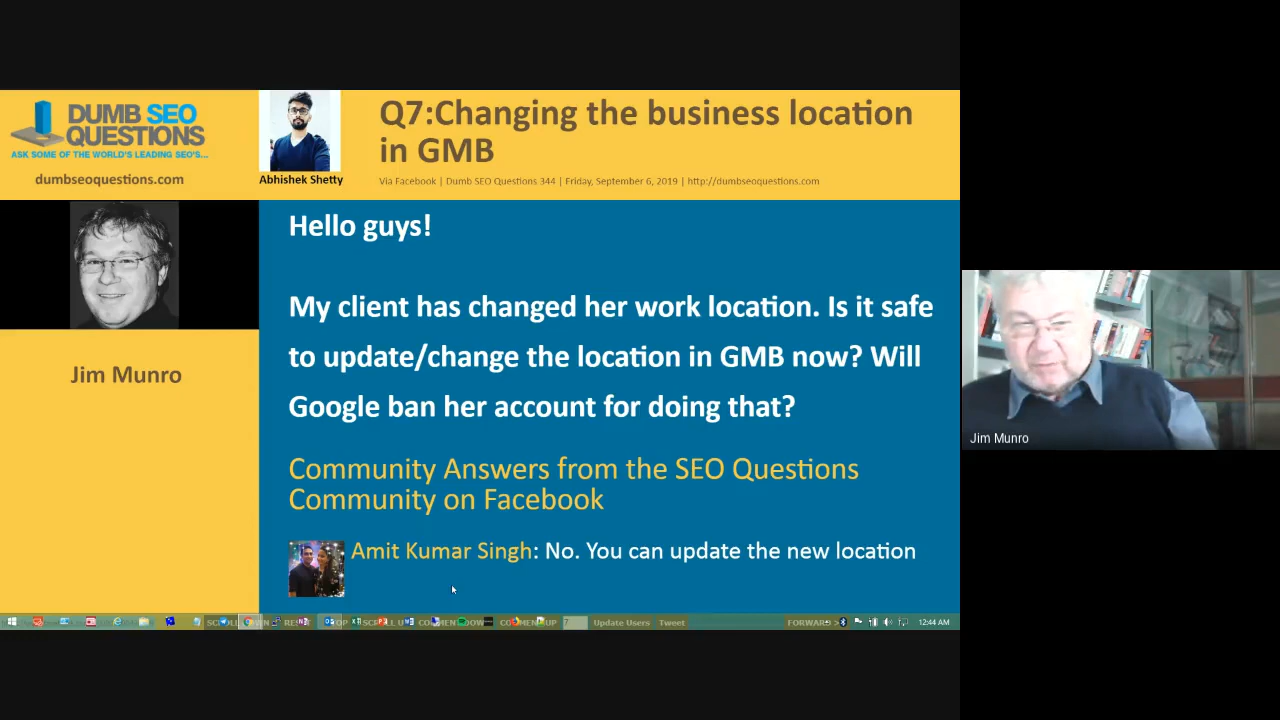 DUMB SEO
QUESTIONS
ASK SOME OF THE WORLD'S LEADING SEO'S...
dumbseoquestions.com
Abhishek Shetty
Q7:Changing the business location
in GMB
Via Facebook | Dumb SEO Questions 344 | Friday, September 6, 2019 | http://dumbseoquestions.com
Jim Munro
Hello guys!
My client has changed her work location. Is it safe
to update/change the location in GMB now? Will
Google ban her account for doing that?
Community Answers from the SEO Questions
Community on Facebook
Amit Kumar Singh: No. You can update the new location
Jim Munro
Update Users Tweet FORWARD > 12:44 AM